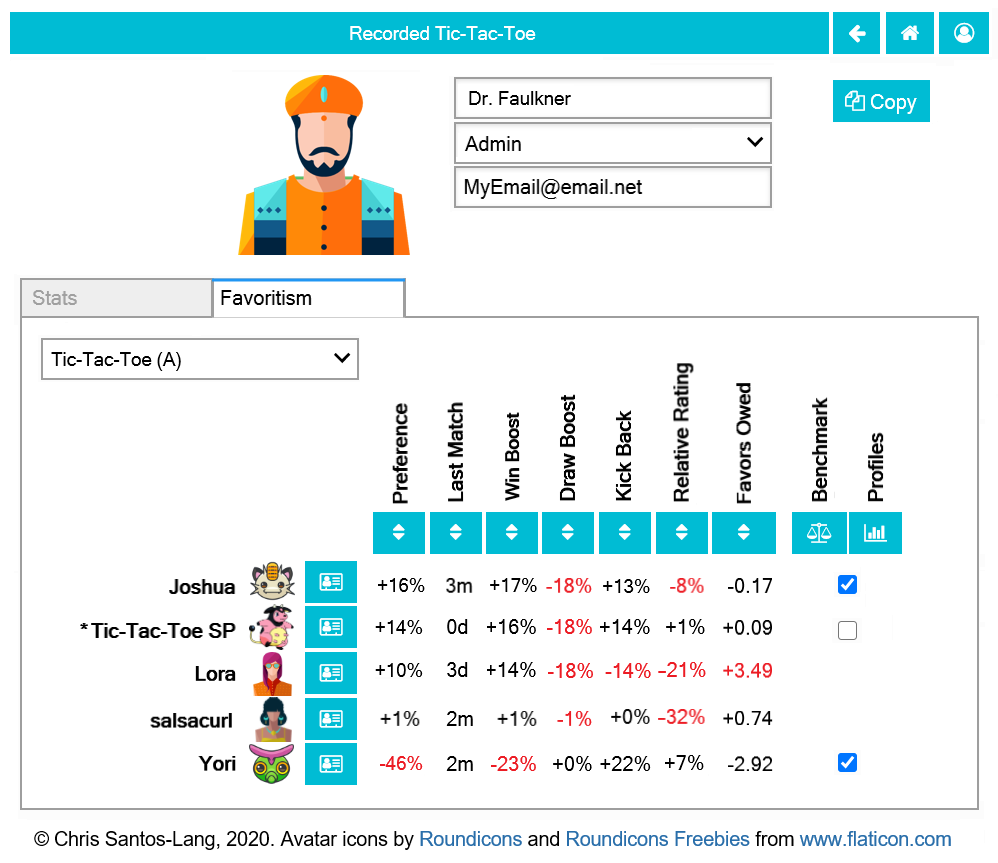 Recorded Tic-Tac-Toe
Dr. Faulkner
Copy
Admin
MyEmail@email.net
Stats Favoritism
Tic-Tac-Toe (A)
Preference Last Match Win Boost Draw Boost Kick Back Relative Rating Favors Owed Benchmark Profiles
Joshua +16% 3m +17% -18% +13% -8% -0.17
*Tic-Tac-Toe SP +14% 0d +16% -18% +14% +1% +0.09
Lora +10% 3d +14% -18% -14% -21% +3.49
salsacurl +1% 2m +1% -1% +0% -32% +0.74
Yori -46% 2m -23% +0% +22% +7% -2.92
© Chris Santos-Lang, 2020. Avatar icons by Roundicons and Roundicons Freebies from www.flaticon.com